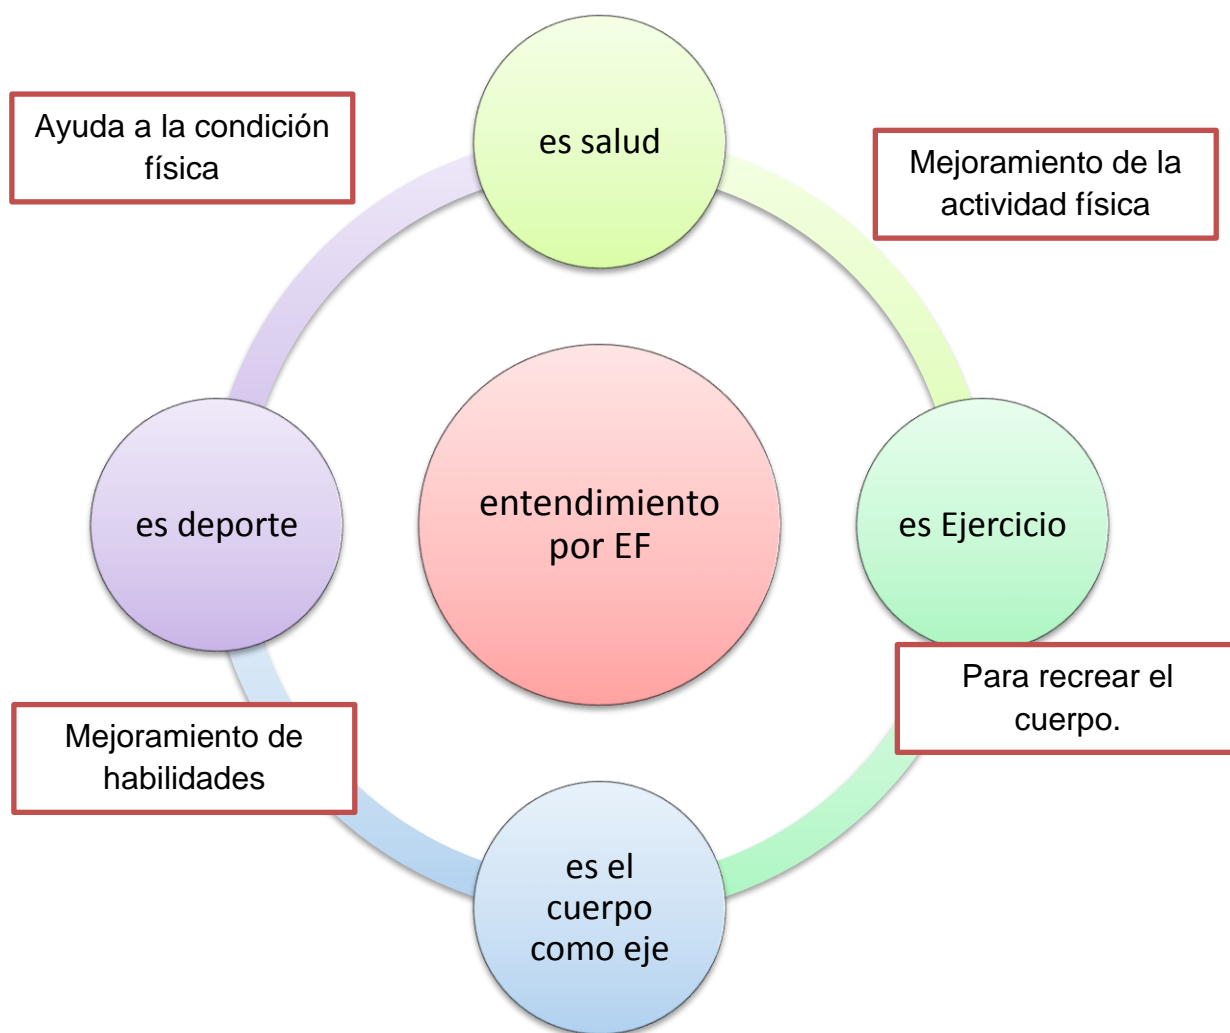 es salud
Ayuda a la condición
física
Mejoramiento de la
actividad física
es deporte
entendimiento
por EF
es Ejercicio
Para recrear el
cuerpo.
Mejoramiento de
habilidades
es el
cuerpo
como eje